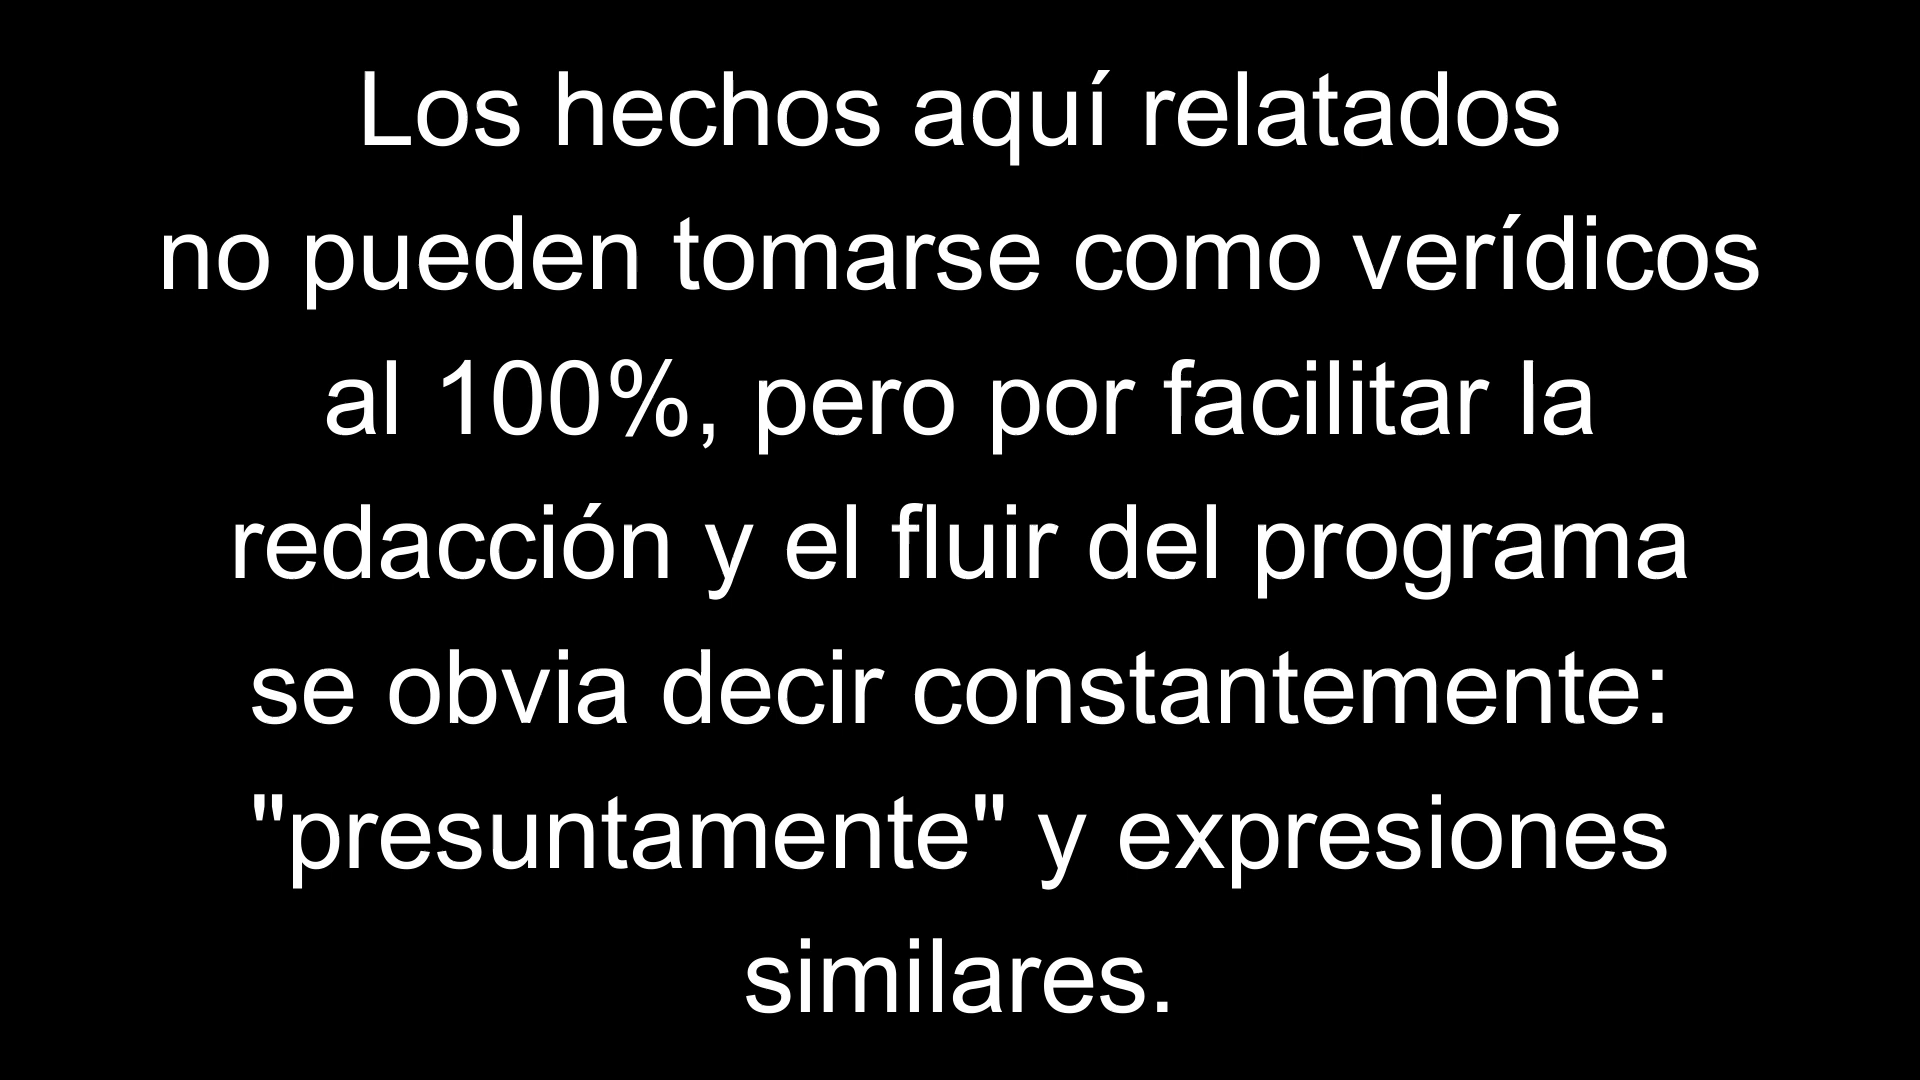 Los hechos aquí relatados
no pueden tomarse como verídicos
al 100%, pero por facilitar la
redacción y el fluir del programa
se obvia decir constantemente:
"presuntamente" y expresiones
similares.